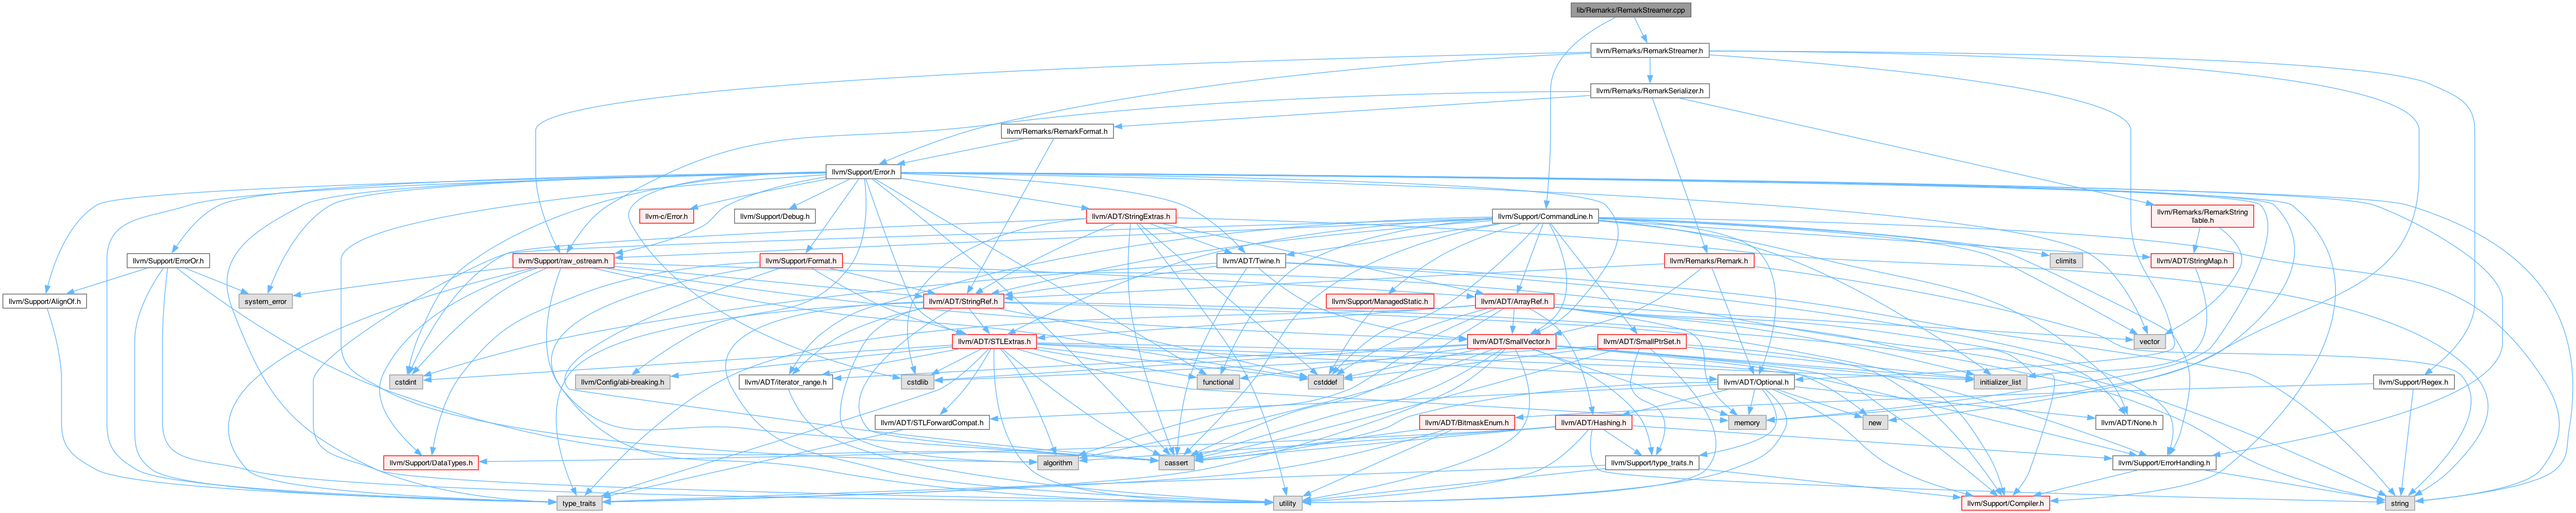 lib/Remarks/RemarkStreamer.cpp
llvm/Remarks/RemarkStreamer.h
llvm/Remarks/RemarkSerializer.h
llvm/Remarks/RemarkFormat.h
llvm/Support/Error.h
llvm-c/Error.h
llvm/Support/Debug.h
llvm/ADT/StringExtras.h
llvm/Support/CommandLine.h
llvm/Remarks/RemarkString
Table.h
llvm/Support/ErrorOr.h
llvm/Support/raw_ostream.h
llvm/Support/Format.h
llvm/ADT/Twine.h
llvm/Remarks/Remark.h
climits
llvm/ADT/StringMap.h
llvm/Support/AlignOf.h
system_error
llvm/ADT/StringRef.h
llvm/Support/ManagedStatic.h
llvm/ADT/ArrayRef.h
llvm/ADT/STLExtras.h
llvm/ADT/SmallVector.h
llvm/ADT/SmallPtrSet.h
vector
cstdint
llvm/Config/abi-breaking.h
llvm/ADT/iterator_range.h
cstdlib
functional
cstddef
llvm/ADT/Optional.h
initializer_list
llvm/Support/Regex.h
llvm/ADT/STLForwardCompat.h
llvm/ADT/BitmaskEnum.h
llvm/ADT/Hashing.h
memory
new
llvm/ADT/None.h
llvm/Support/DataTypes.h
algorithm
cassert
llvm/Support/type_traits.h
llvm/Support/ErrorHandling.h
type_traits
utility
llvm/Support/Compiler.h
string